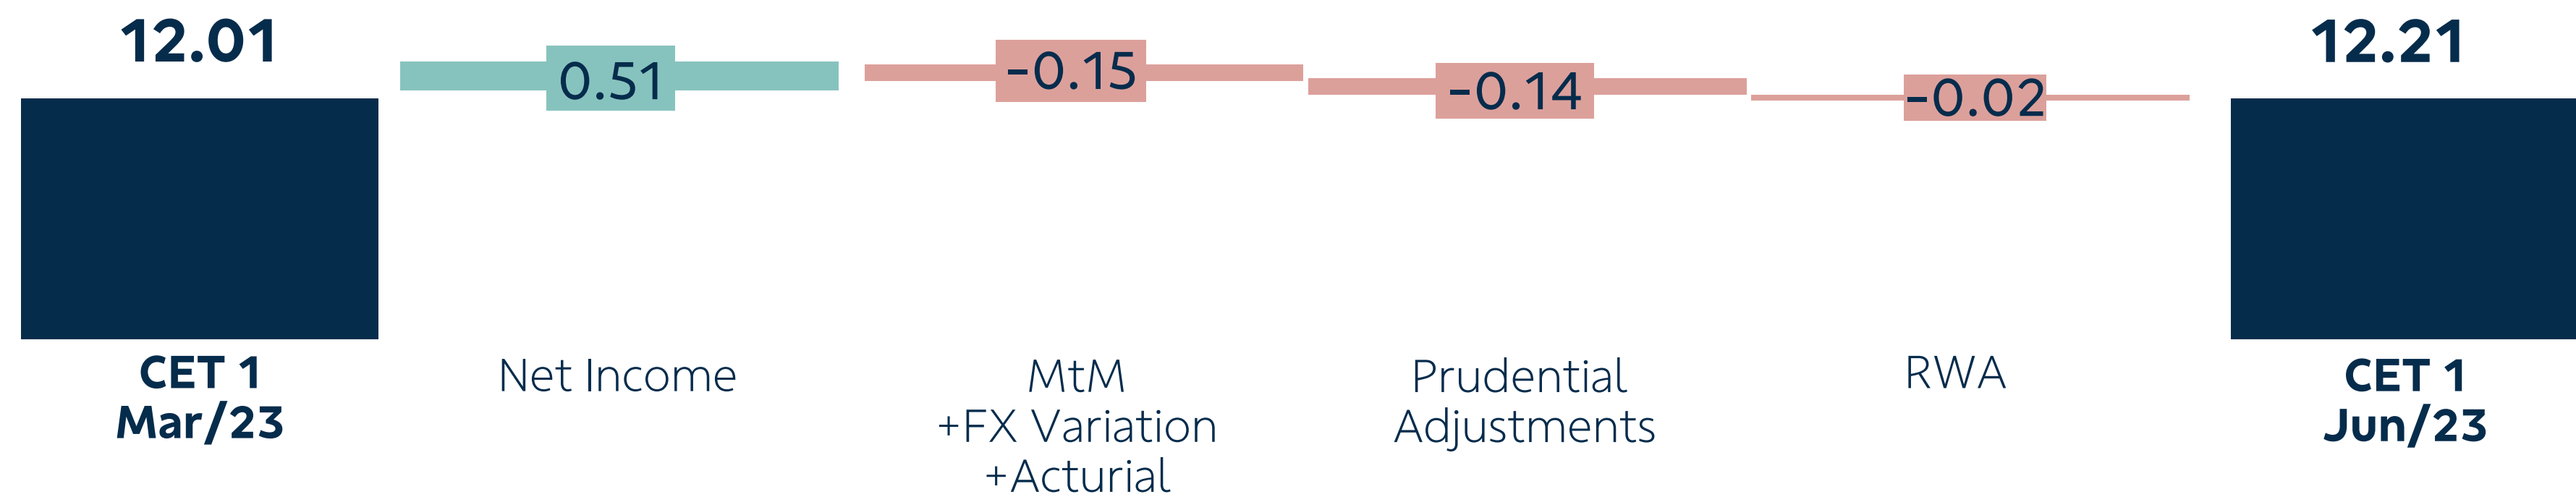 12.01
0.51
-0.15
-0.14
-0.02
12.21
CET 1
Mar/23
Net Income
MtM
+FX Variation
+Acturial
Prudential
Adjustments
RWA
CET 1
Jun/23